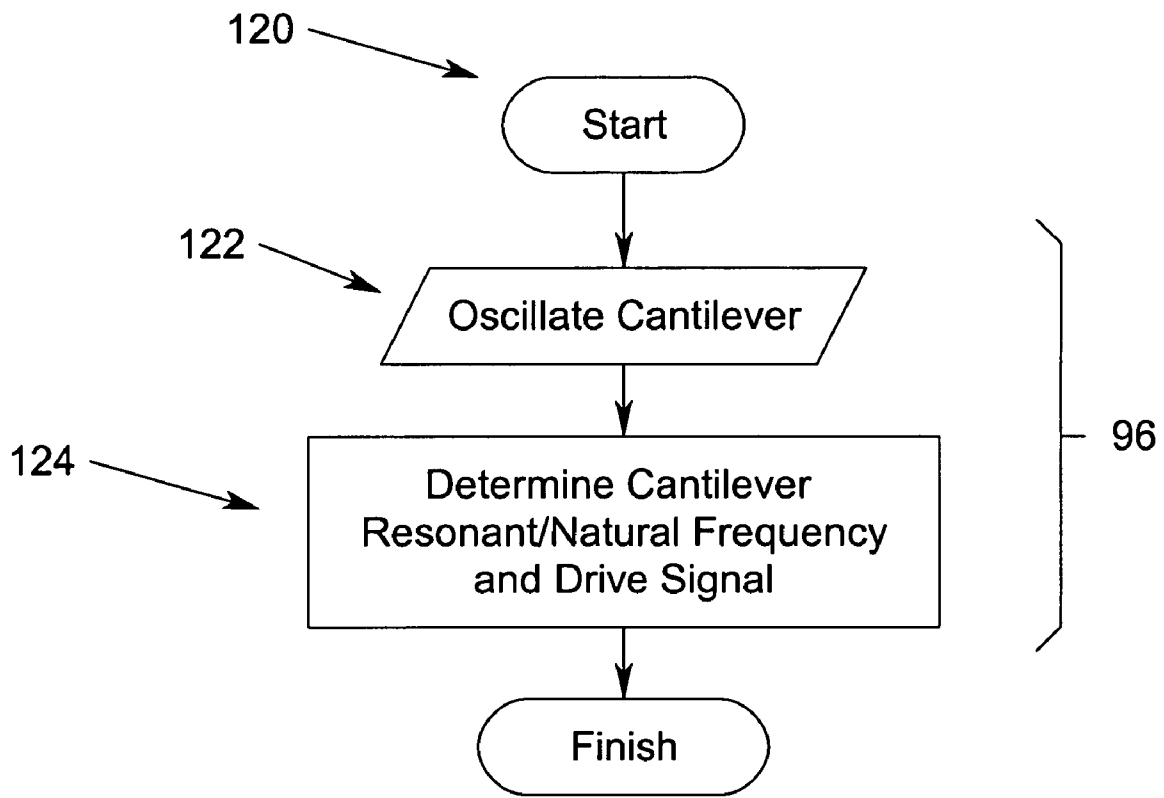 120
Start
122
Oscillate Cantilever
96
124
Determine Cantilever
Resonant/Natural Frequency
and Drive Signal
Finish